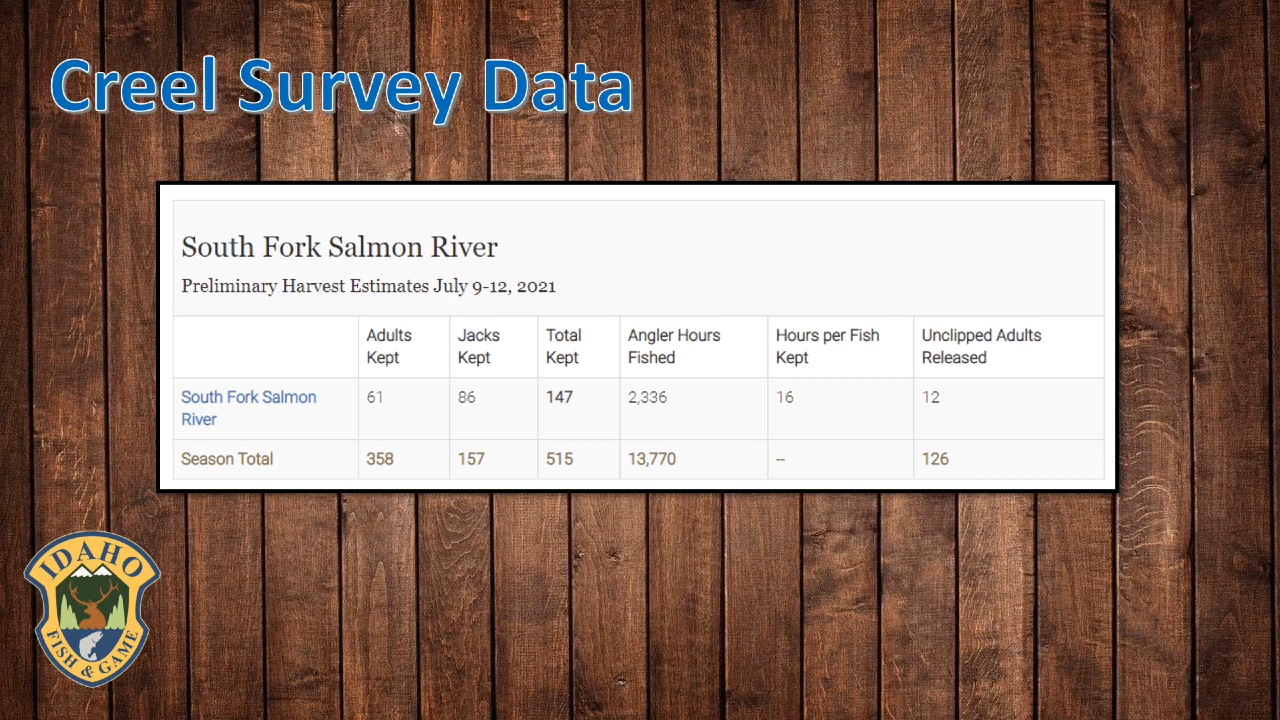 Creel Survey Data
South Fork Salmon River
Preliminary Harvest Estimates July 9-12, 2021
Adults Kept Jacks Kept Total Kept Angler Hours Fished Hours per Fish Kept Unclipped Adults Released
South Fork Salmon River 61 86 147 2,336 16 12
Season Total 358 157 515 13,770 -- 126
IDAHO
FISH & GAME